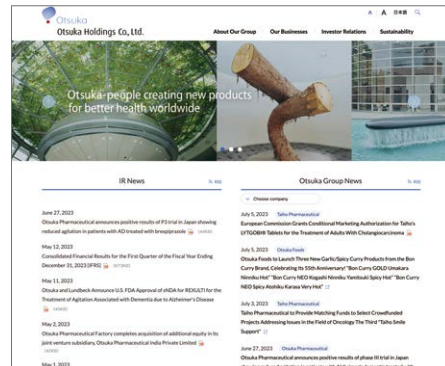 Otsuka
A A 日本語
Otsuka Holdings Co., Ltd.
About Our Group Our Businesses Investor Relations Sustainability
Otsuka-people creating new products
for better health worldwide
IR News
RSS
June 27, 2023
Otsuka Pharmaceutical announces positive results of P3 trial in Japan showing
reduced agitation in patients with AD treated with brexpiprazole
May 12, 2023
Consolidated Financial Results for the First Quarter of the Fiscal Year Ending
December 31, 2023 [IFRS]
May 11, 2023
Otsuka and Lundbeck Announce U.S. FDA Approval of sNDA for REXULTI for the
Treatment of Agitation Associated with Dementia due to Alzheimer's Disease
May 2, 2023
Otsuka Pharmaceutical Factory completes acquisition of additional equity in its
joint venture subsidiary, Otsuka Pharmaceutical India Private Limited
May 1, 2023
Otsuka Group News
RSS
Choose company
July 5, 2023 Taiho Pharmaceutical
European Commission Grants Conditional Marketing Authorization for Taiho's
LYTGOBI® Tablets for the Treatment of Adults With Cholangiocarcinoma
July 5, 2023 Otsuka Foods
Otsuka Foods to Launch Three New Garlic/Spicy Curry Products from the Bon
Curry Brand, Celebrating Its 55th Anniversary! "Bon Curry GOLD Umakara
Ninniku Hot" "Bon Curry NEO Kogashi Ninniku Yamitsuki Spicy Hot" "Bon Curry
NEO Spicy Atohiku Karasa Very Hot"
July 3, 2023 Taiho Pharmaceutical
Taiho Pharmaceutical to Provide Matching Funds to Select Crowdfunded
Projects Addressing Issues in the Field of Oncology The Third "Taiho Smile
Support"
June 27, 2023 Otsuka Pharmaceutical
Otsuka Pharmaceutical announces positive results of phase III trial in Japan